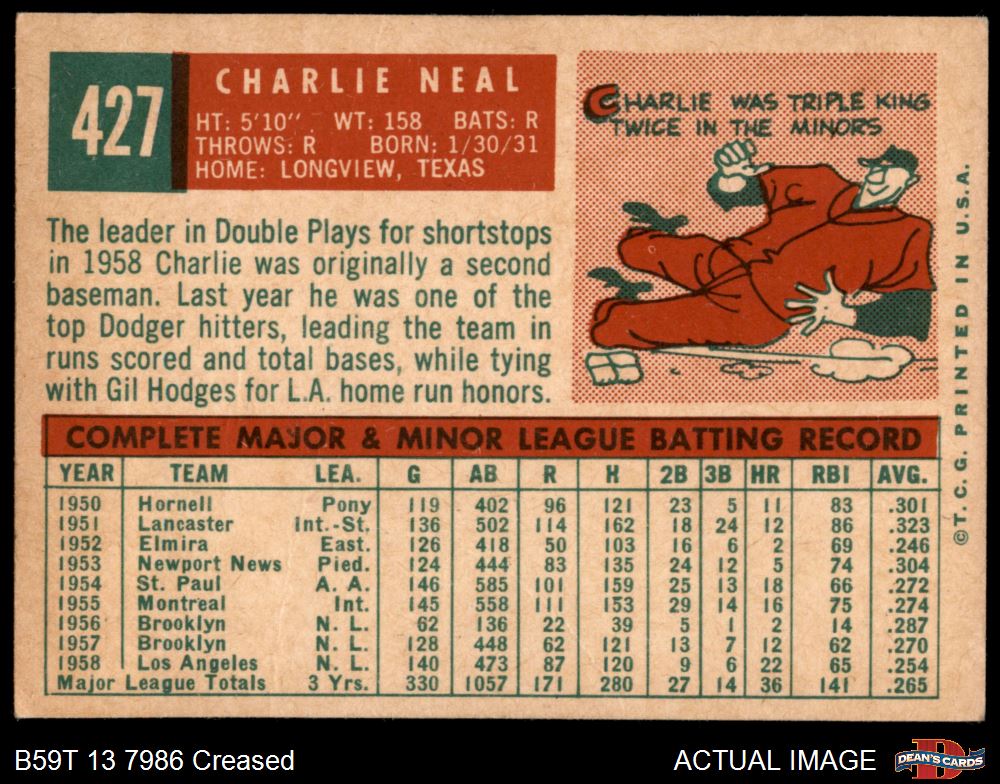 427
CHARLIE NEAL
HT: 5'10" WT: 158 BATS: R
THROWS: R BORN: 1/30/31
HOME: LONGVIEW, TEXAS
CHARLIE WAS TRIPLE KING
TWICE IN THE MINORS
The leader in Double Plays for shortstops
in 1958 Charlie was originally a second
baseman. Last year he was one of the
top Dodger hitters, leading the team in
runs scored and total bases, while tying
with Gil Hodges for L.A. home run honors.
COMPLETE MAJOR & MINOR LEAGUE BATTING RECORD
YEAR TEAM LEA. G AB R H 2B 3B HR RBI AVG.
1950 Hornell Pony 119 402 96 121 23 5 11 83 .301
1951 Lancaster Int.-St. 136 502 114 162 18 24 12 86 .323
1952 Elmira East. 126 418 50 103 16 6 2 69 .246
1953 Newport News Pied. 124 444 83 135 24 12 5 74 .304
1954 St. Paul A. A. 146 585 101 159 25 13 18 66 .272
1955 Montreal Int. 145 558 111 153 29 14 16 75 .274
1956 Brooklyn N. L. 62 136 22 39 5 1 2 14 .287
1957 Brooklyn N. L. 128 448 62 121 13 7 12 62 .270
1958 Los Angeles N. L. 140 473 87 120 9 6 22 65 .254
Major League Totals 3 Yrs. 330 1057 171 280 27 14 36 141 .265
©T. C. G. PRINTED IN U.S.A.
B59T 13 7986 Creased
ACTUAL IMAGE
DEAN'S CARDS